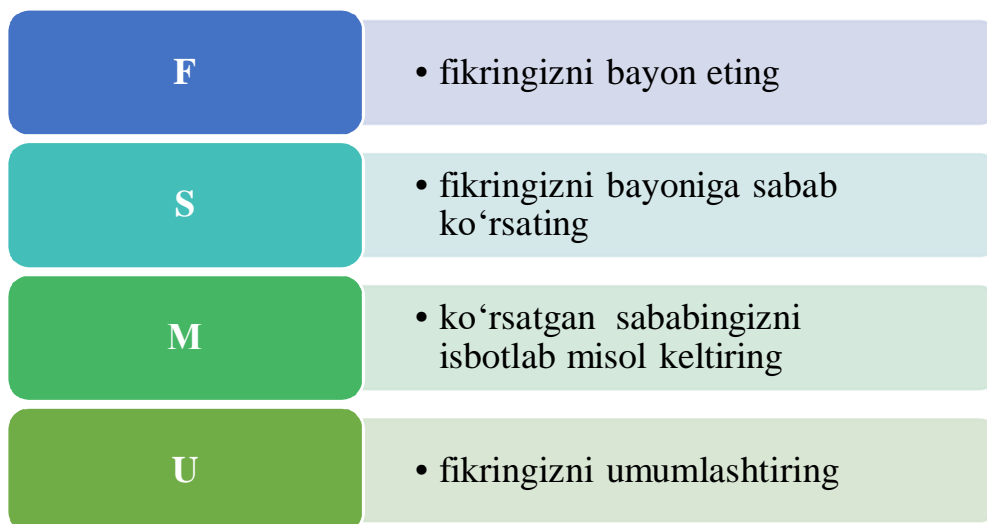 F
• fikringizni bayon eting
S
• fikringizni bayoniga sabab
ko‘rsating
M
• ko‘rsatgan sababingizni
isbotlab misol keltiring
U
• fikringizni umumlashtiring